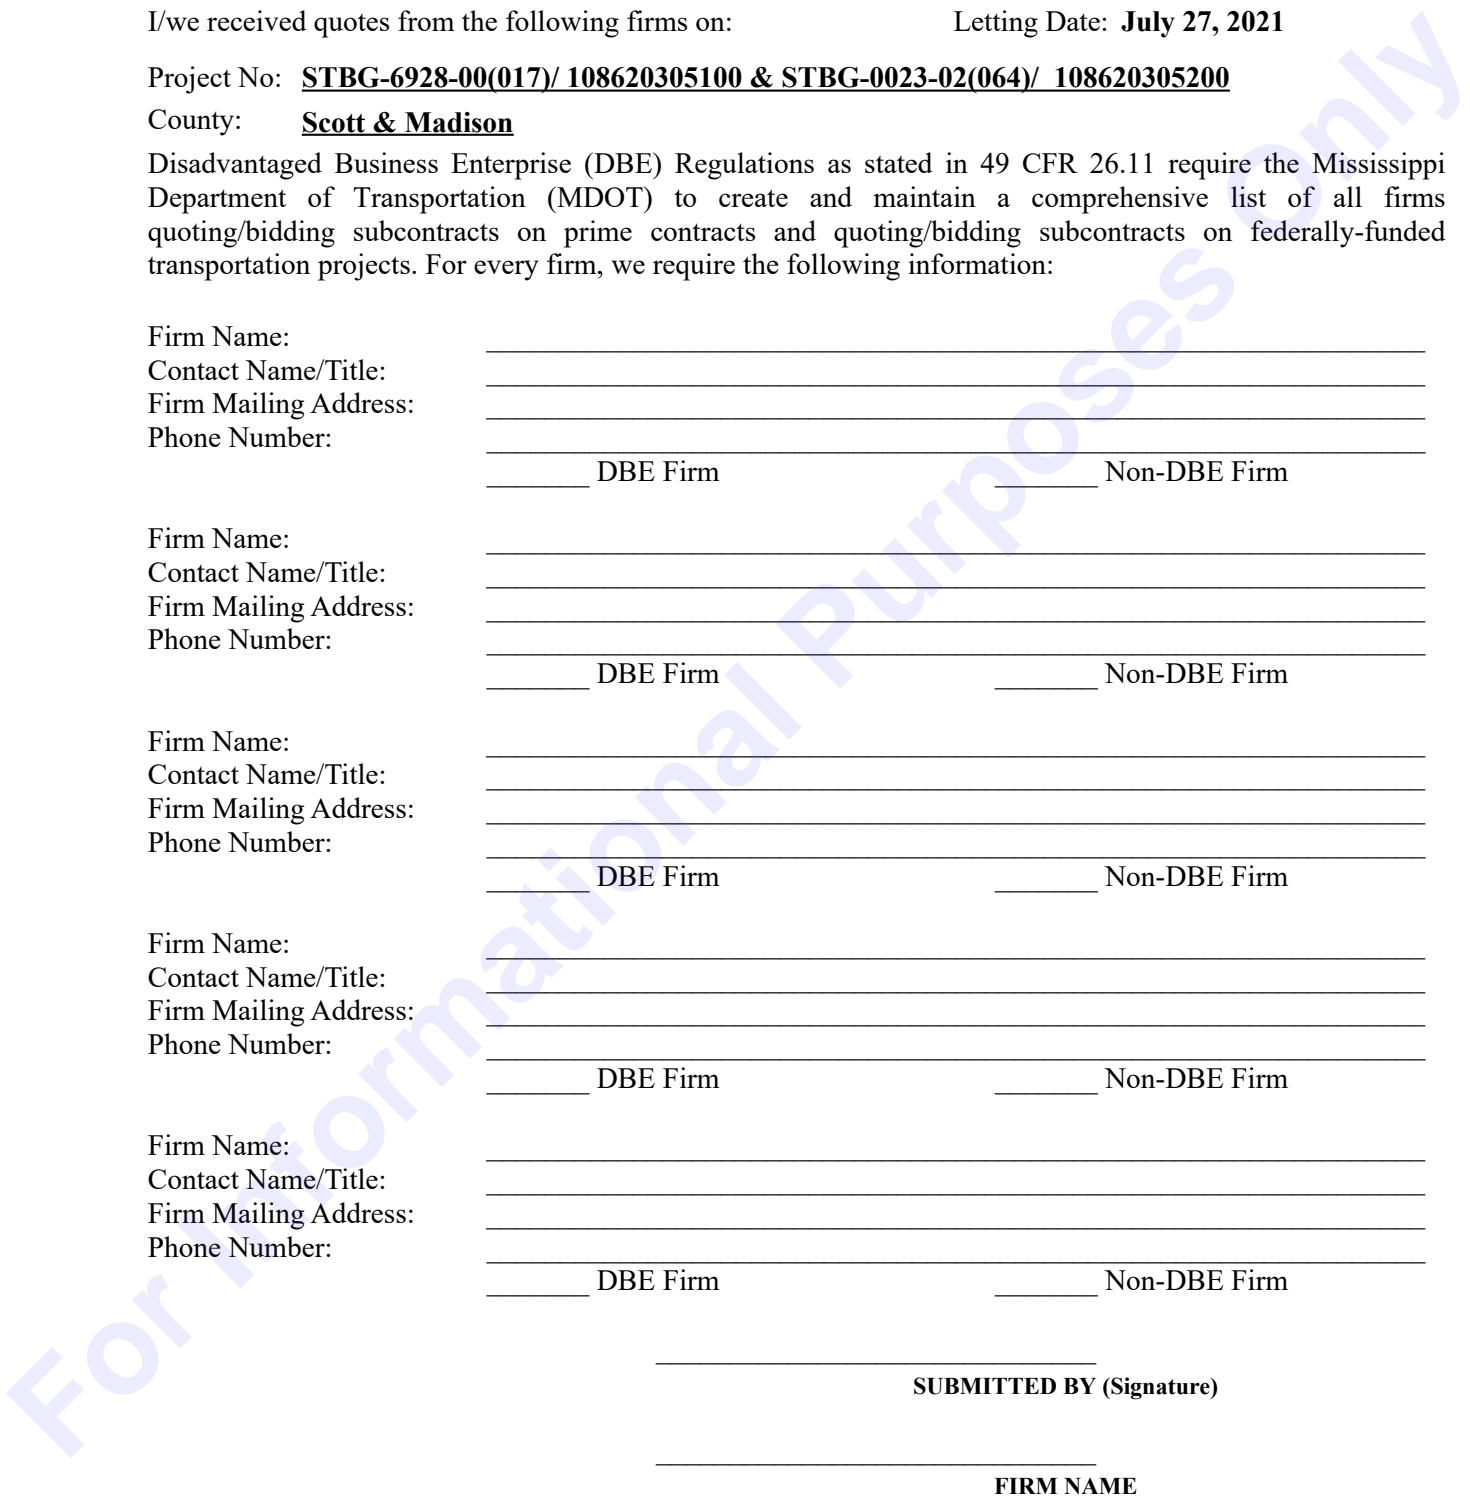 I/we received quotes from the following firms on: Letting Date: July 27, 2021
Project No: STBG-6928-00(017)/ 108620305100 & STBG-0023-02(064)/ 108620305200
County: Scott & Madison
Disadvantaged Business Enterprise (DBE) Regulations as stated in 49 CFR 26.11 require the Mississippi
Department of Transportation (MDOT) to create and maintain a comprehensive list of all firms
quoting/bidding subcontracts on prime contracts and quoting/bidding subcontracts on federally-funded
transportation projects. For every firm, we require the following information:
Firm Name:
Contact Name/Title:
Firm Mailing Address:
Phone Number:
DBE Firm Non-DBE Firm
Firm Name:
Contact Name/Title:
Firm Mailing Address:
Phone Number:
DBE Firm Non-DBE Firm
Firm Name:
Contact Name/Title:
Firm Mailing Address:
Phone Number:
DBE Firm Non-DBE Firm
Firm Name:
Contact Name/Title:
Firm Mailing Address:
Phone Number:
DBE Firm Non-DBE Firm
Firm Name:
Contact Name/Title:
Firm Mailing Address:
Phone Number:
DBE Firm Non-DBE Firm
SUBMITTED BY (Signature)
FIRM NAME
For Informational Purposes Only